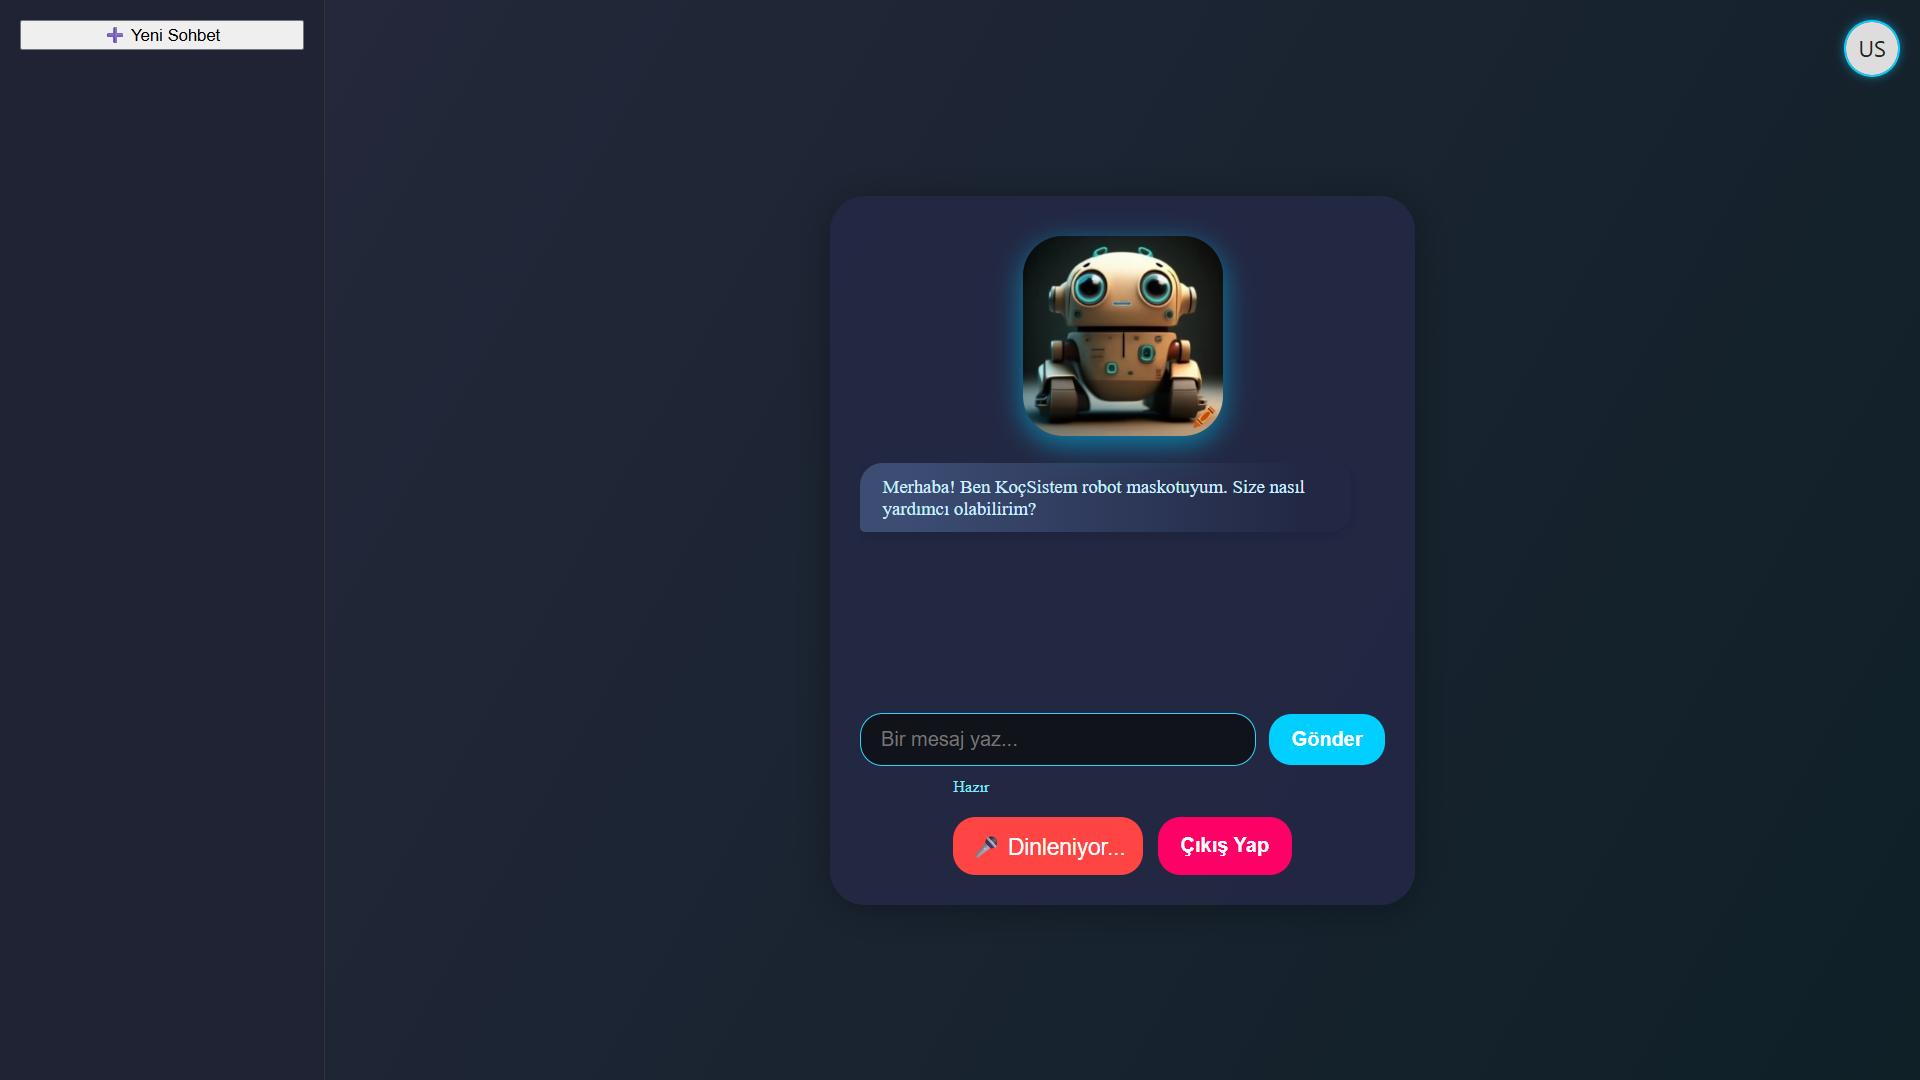 Yeni Sohbet
US
Merhaba! Ben KoçSistem robot maskotuyum. Size nasıl
yardımcı olabilirim?
Bir mesaj yaz...
Gönder
Hazır
Dinleniyor...
Çıkış Yap